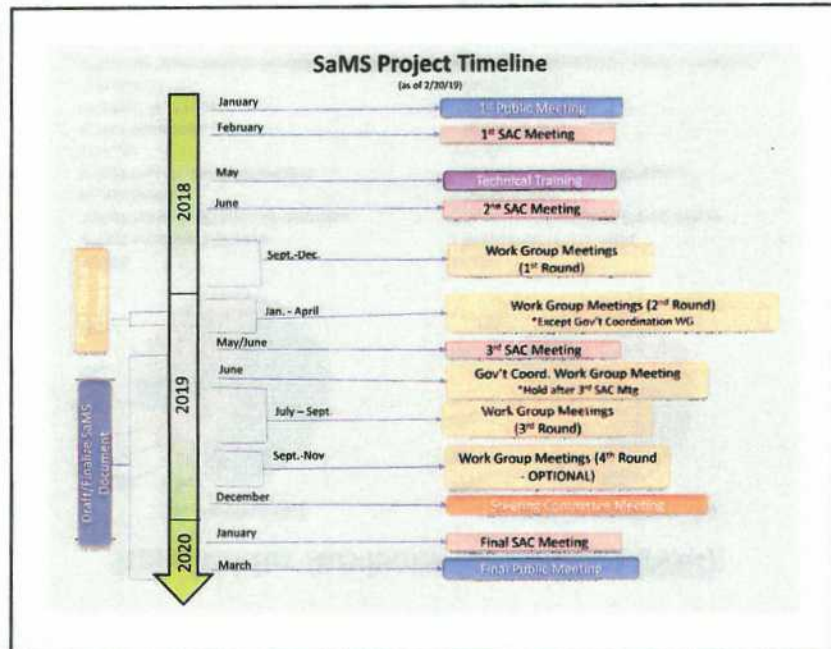 SaMS Project Timeline
(as of 2/20/19)
January
1st Public Meeting
February
1st SAC Meeting
May
Technical Training
June
2nd SAC Meeting
2018
Sept.-Dec.
Work Group Meetings
(1st Round)
Jan. - April
Work Group Meetings (2nd Round)
*Except Gov't Coordination WG
May/June
3rd SAC Meeting
2019
June
Gov't Coord. Work Group Meeting
*Hold after 3rd SAC Mtg
July – Sept.
Work Group Meetings
(3rd Round)
Draft/Finalize SaMS
Document
Sept.-Nov
Work Group Meetings (4th Round
- OPTIONAL)
December
Steering Committee Meeting
2020
January
Final SAC Meeting
March
Final Public Meeting